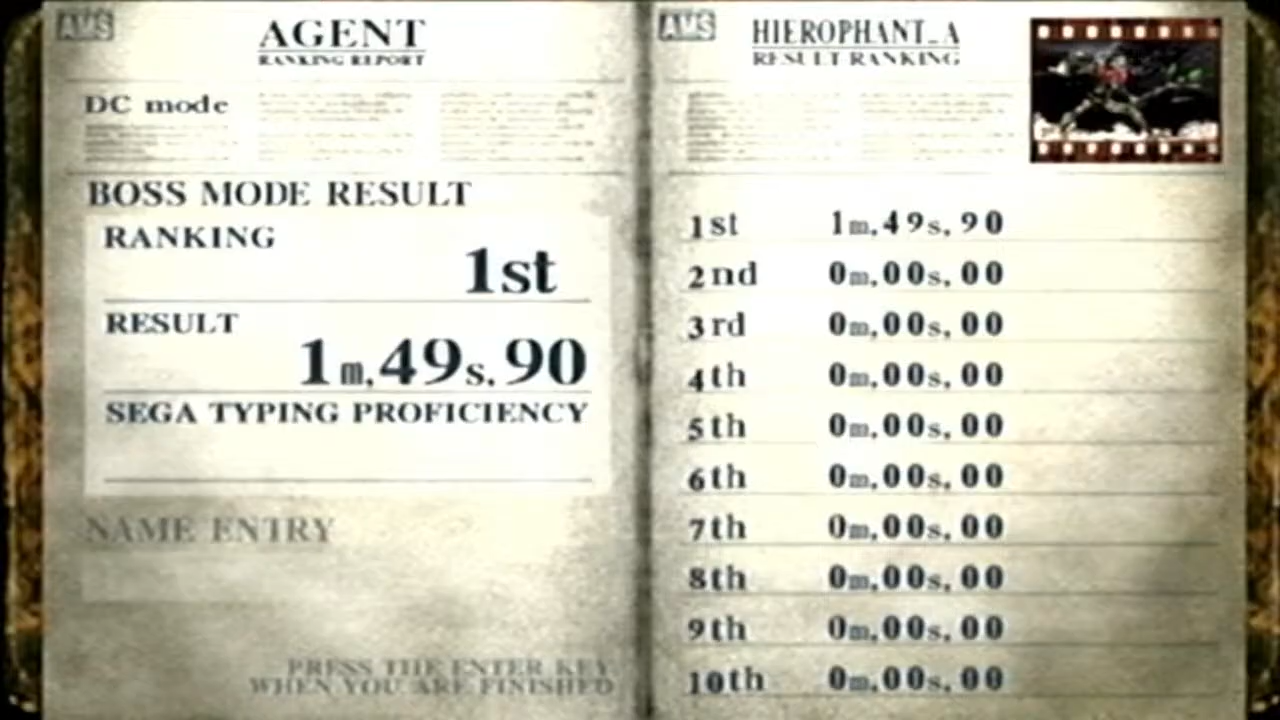 AMS
AGENT
RANKING REPORT
DC mode
BOSS MODE RESULT
RANKING
1st
RESULT
1m.49s.90
SEGA TYPING PROFICIENCY
NAME ENTRY
PRESS THE ENTER KEY
WHEN YOU ARE FINISHED
AMS
HIEROPHANT_A
RESULT RANKING
1st 1m.49s.90
2nd 0m.00s.00
3rd 0m.00s.00
4th 0m.00s.00
5th 0m.00s.00
6th 0m.00s.00
7th 0m.00s.00
8th 0m.00s.00
9th 0m.00s.00
10th 0m.00s.00